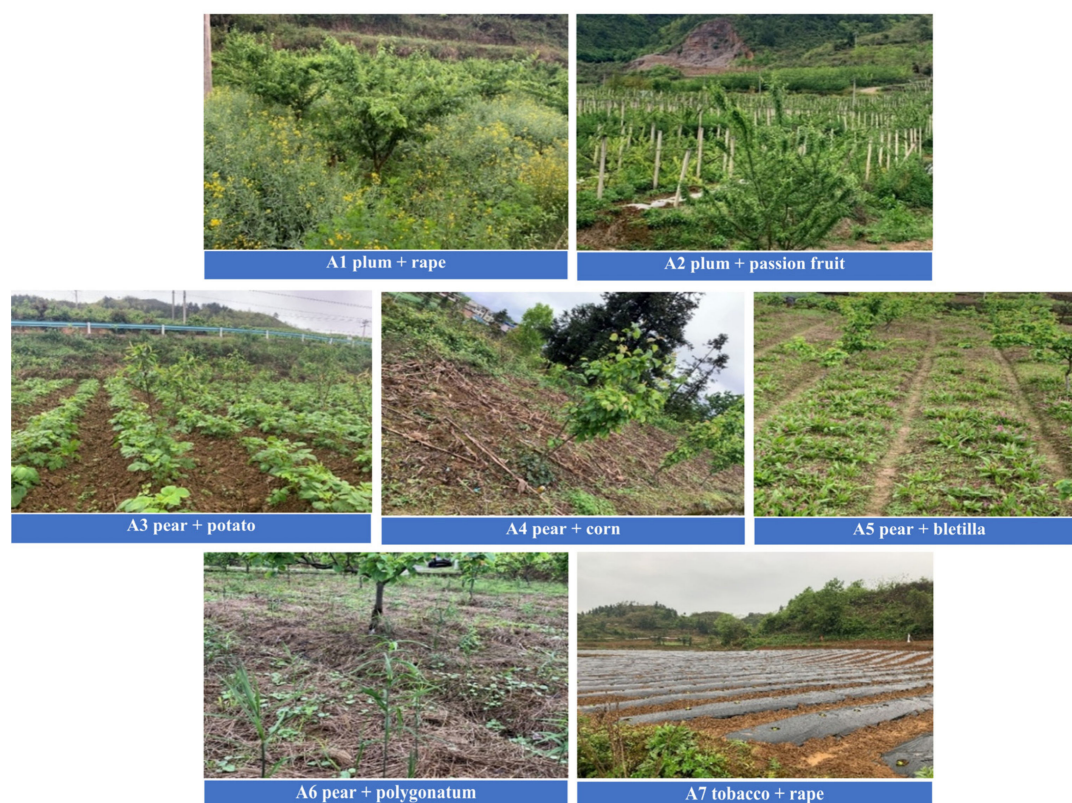 A1 plum + rape
A2 plum + passion fruit
A3 pear + potato
A4 pear + corn
A5 pear + bletilla
A6 pear + polygonatum
A7 tobacco + rape